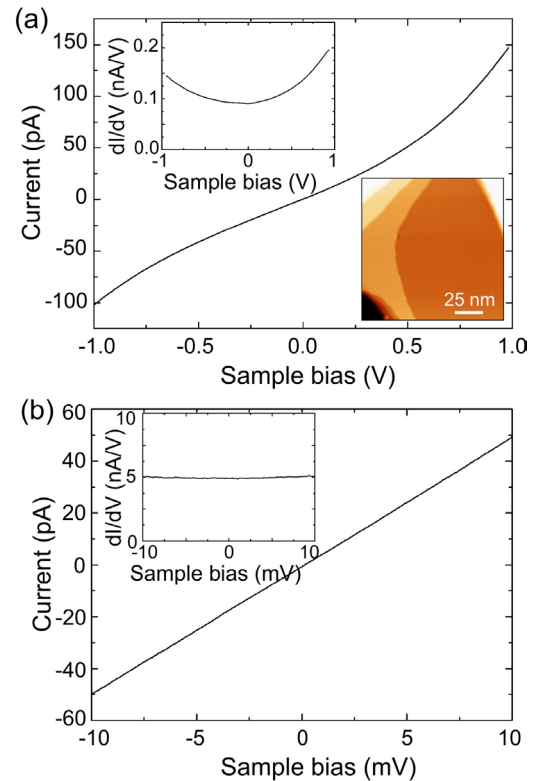 (a)
150
100
50
0
-50
-100
Current (pA)
-1.0 -0.5 0.0 0.5 1.0
Sample bias (V)
0.2
0.1
0.0
dI/dV (nA/V)
-1 0 1
Sample bias (V)
25 nm
(b)
60
40
20
0
-20
-40
-60
Current (pA)
-10 -5 0 5 10
Sample bias (mV)
10
5
0
dI/dV (nA/V)
-10 0 10
Sample bias (mV)